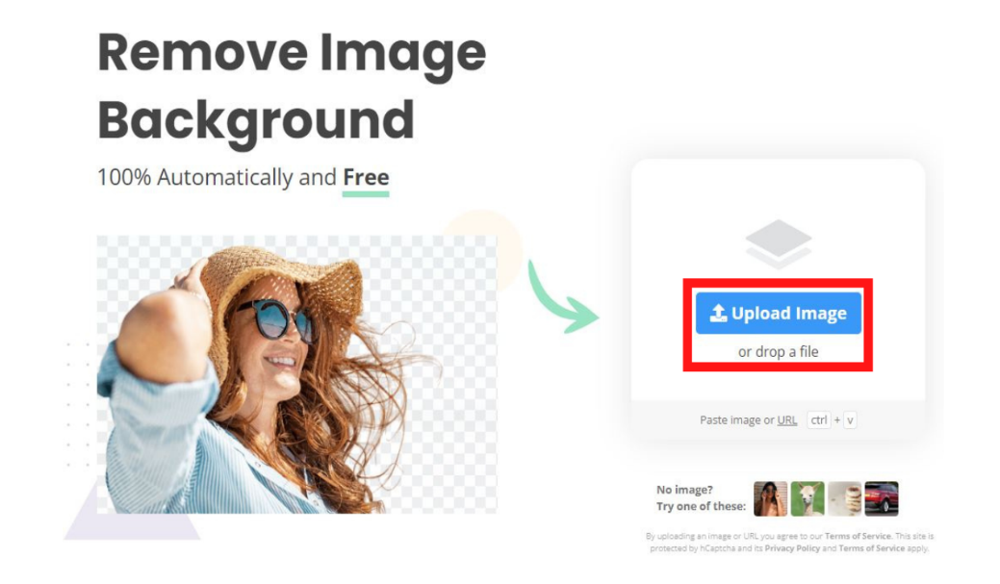 Remove Image
Background
100% Automatically and Free
Upload Image
or drop a file
Paste image or URL ctrl + v
No image?
Try one of these:
By uploading an image or URL you agree to our Terms of Service. This site is
protected by hCaptcha and its Privacy Policy and Terms of Service apply.